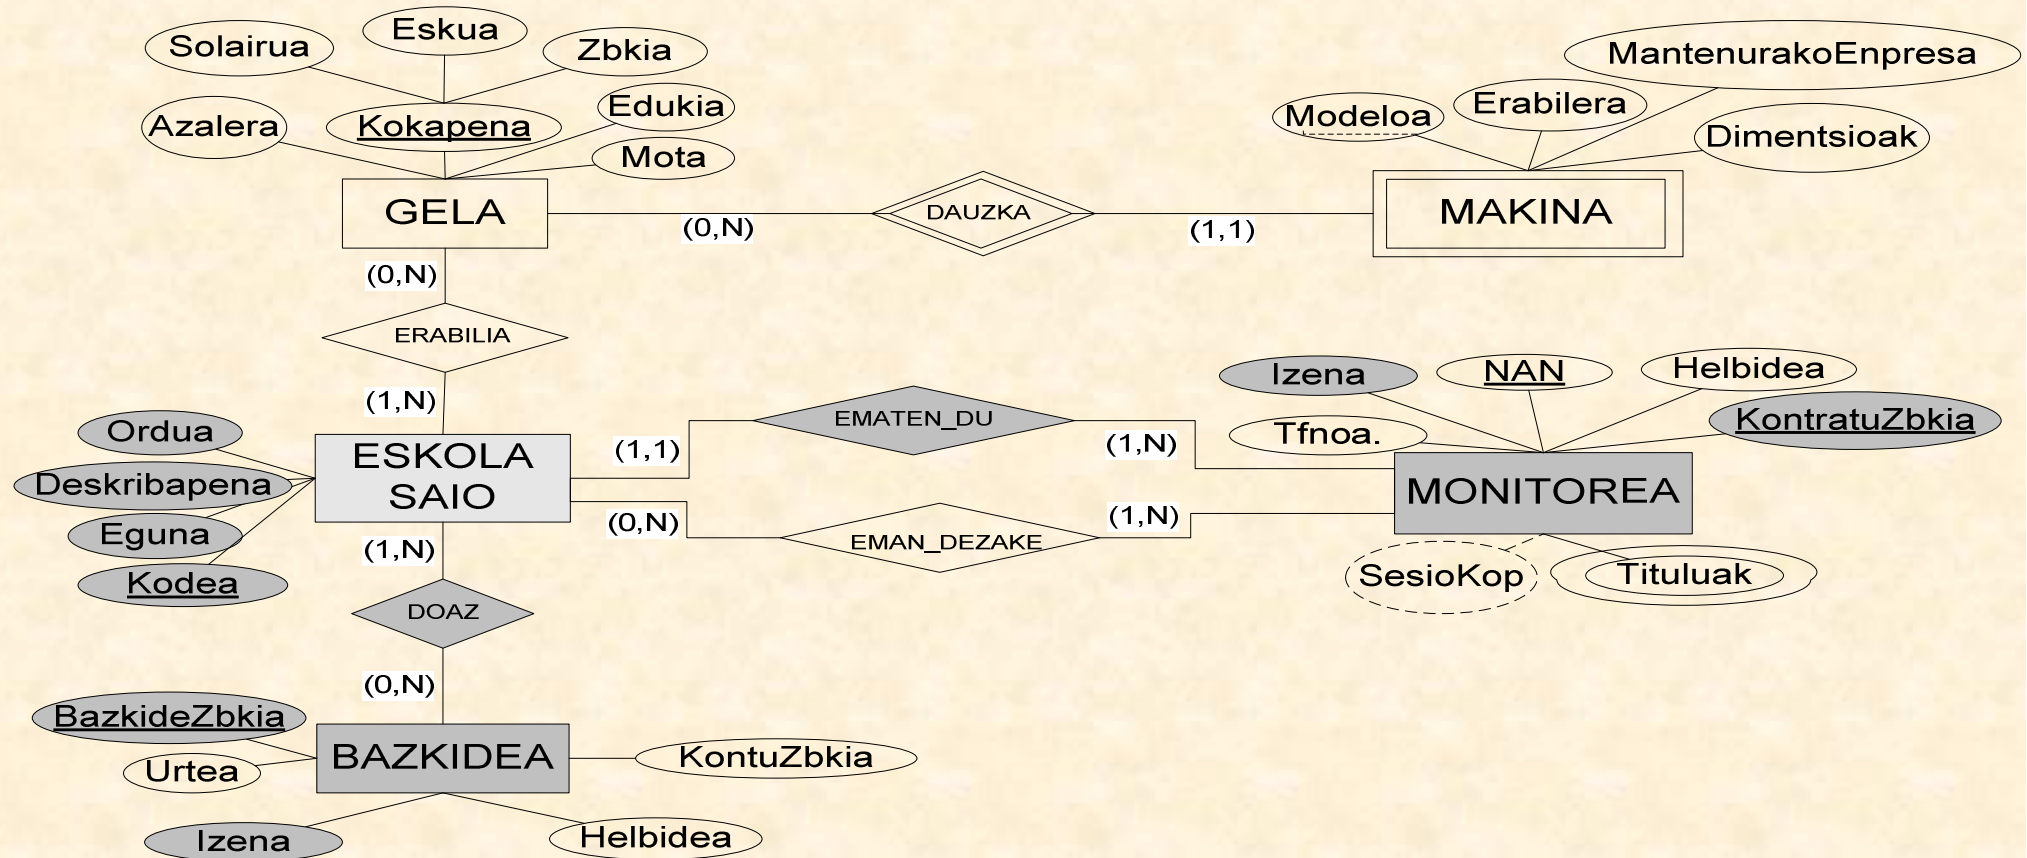 Solairua
Eskua
Zbkia
MantenurakoEnpresa
Azalera
Kokapena
Edukia
Mota
Modeloa
Erabilera
Dimentsioak
GELA
(0,N)
DAUZKA
(1,1)
MAKINA
(0,N)
ERABILIA
(1,N)
Izena
NAN
Helbidea
KontratuZbkia
Tfnoa.
Ordua
Deskribapena
Eguna
Kodea
ESKOLA
SAIO
(1,1)
EMATEN_DU
(1,N)
MONITOREA
(0,N)
EMAN_DEZAKE
(1,N)
SesioKop
Tituluak
(1,N)
DOAZ
(0,N)
BazkideZbkia
Urtea
BAZKIDEA
KontuZbkia
Izena
Helbidea